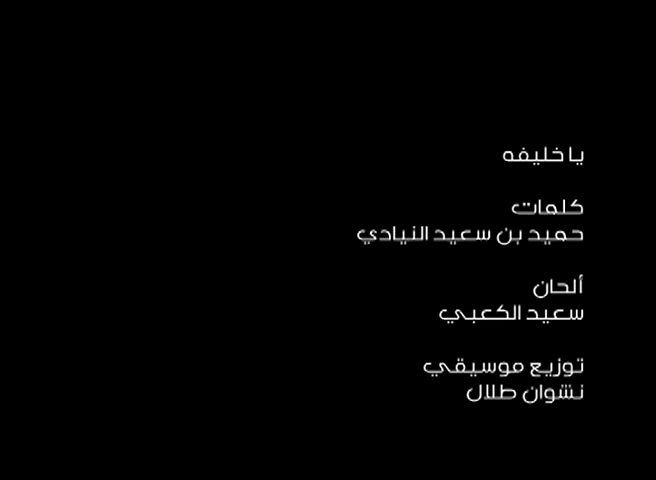 يا خليفه
كلمات
حميد بن سعيد النيادي
ألحان
سعيد الكعبي
توزيع موسيقي
نشوان طلال